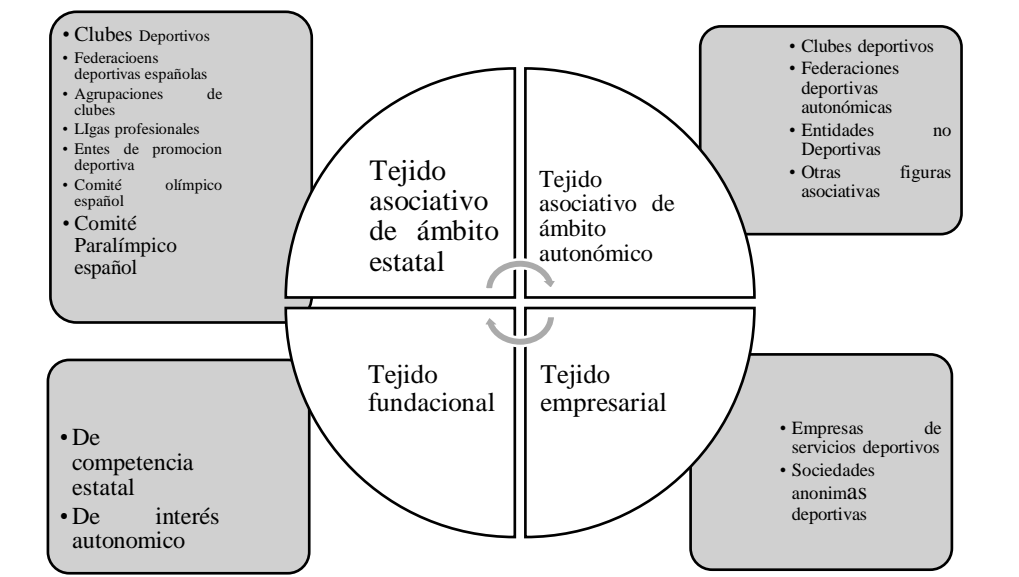 • Clubes Deportivos
• Federacioens
deportivas españolas
• Agrupaciones de
clubes
• LIgas profesionales
• Entes de promocion
deportiva
• Comité olímpico
español
• Comité
Paralímpico
español
Tejido
asociativo
de ámbito
estatal
Tejido
asociativo de
ámbito
autonómico
• Clubes deportivos
• Federaciones
deportivas
autonómicas
• Entidades no
Deportivas
• Otras figuras
asociativas
• De
competencia
estatal
• De interés
autonomico
Tejido
fundacional
Tejido
empresarial
• Empresas de
servicios deportivos
• Sociedades
anonimas
deportivas